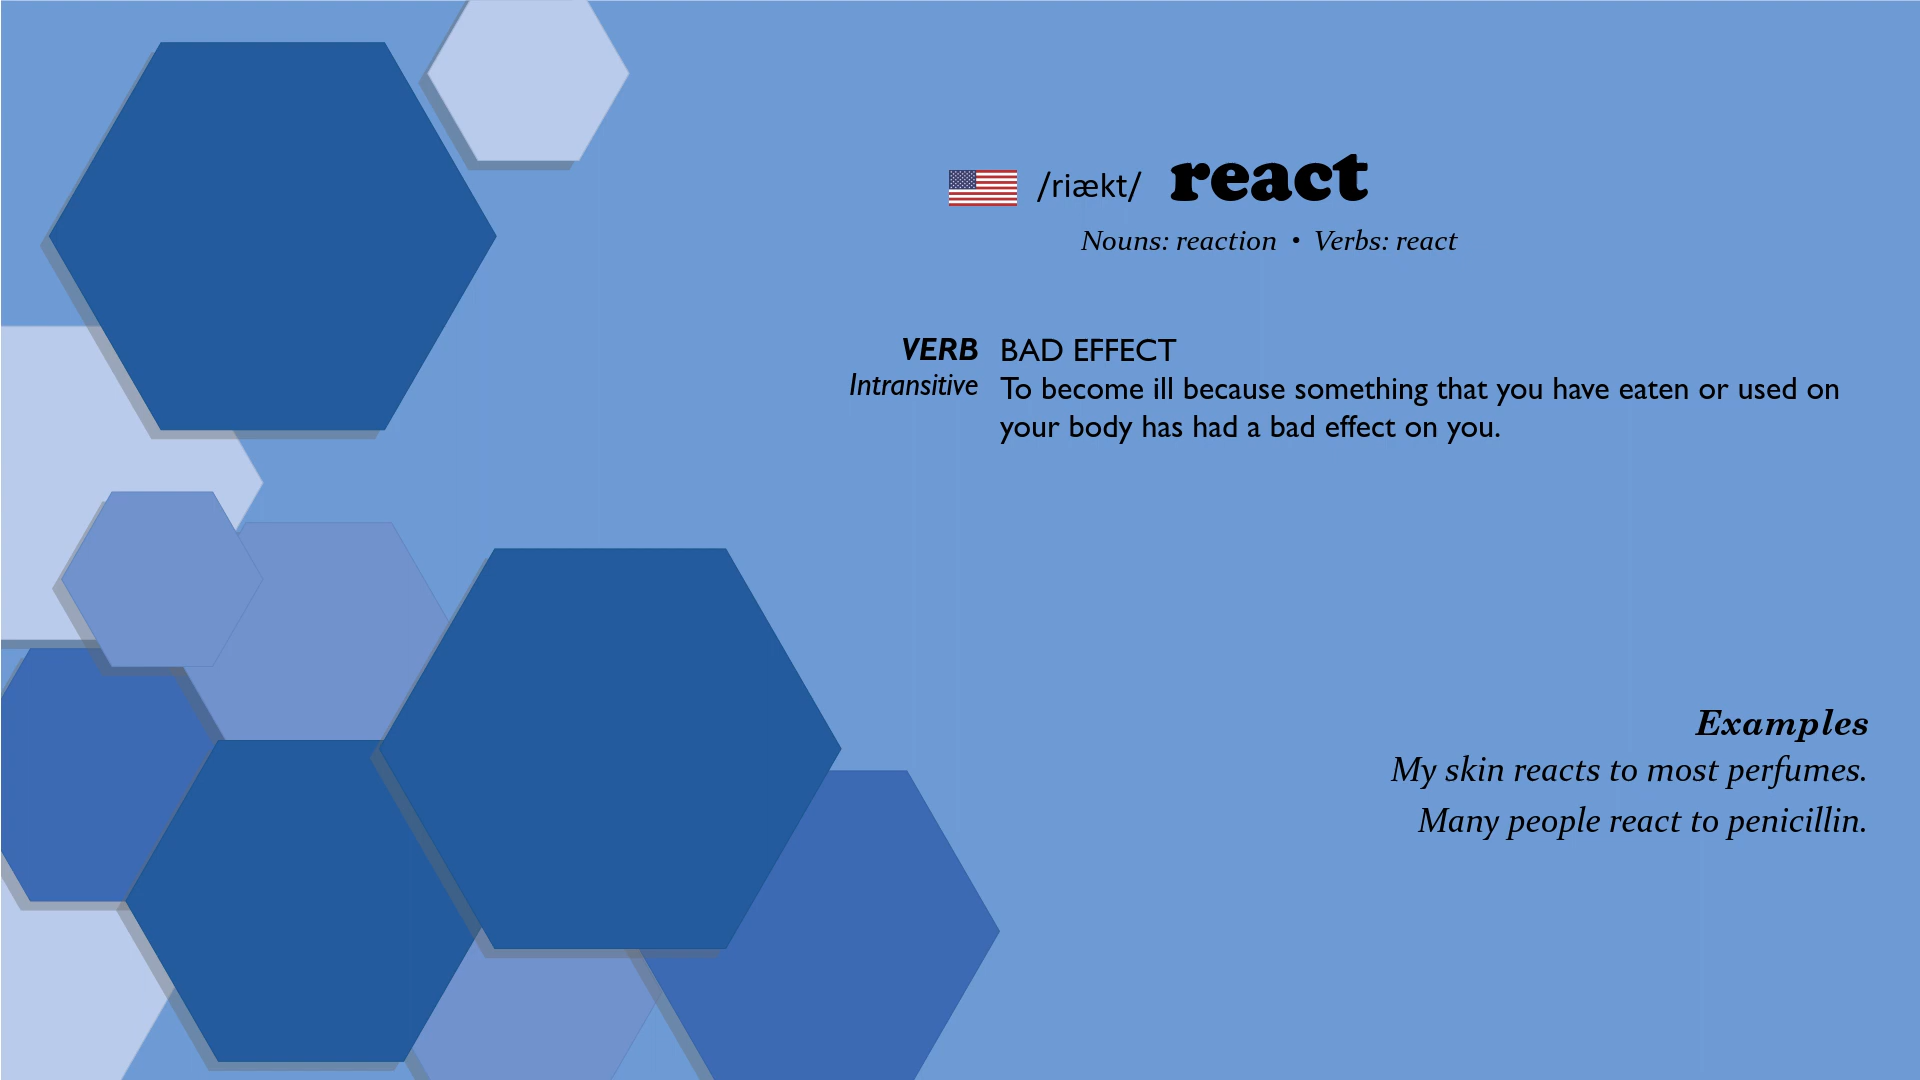 /riækt/ react
Nouns: reaction • Verbs: react
VERB BAD EFFECT
Intransitive To become ill because something that you have eaten or used on
your body has had a bad effect on you.
Examples
My skin reacts to most perfumes.
Many people react to penicillin.